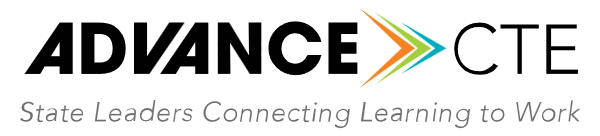 ADVANCE CTE
State Leaders Connecting Learning to Work